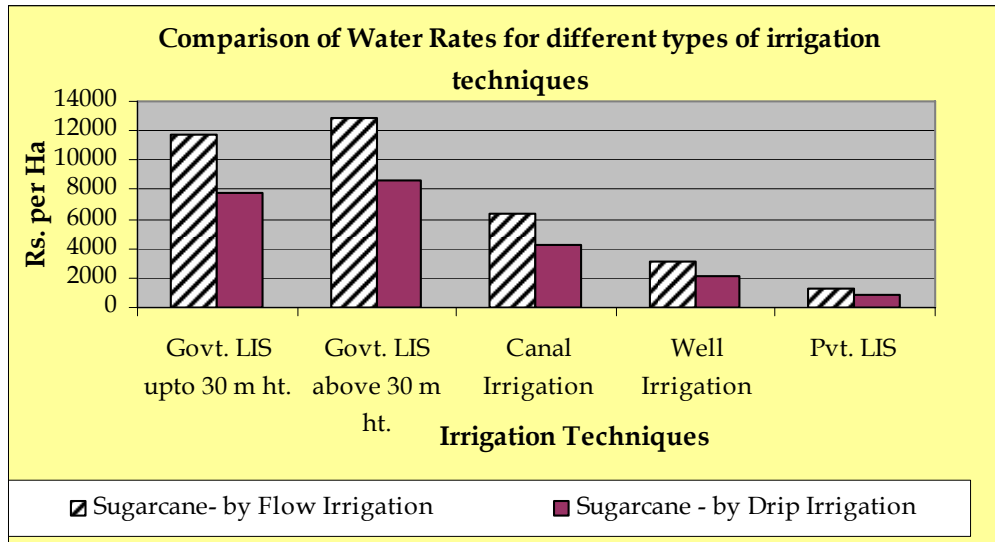 Comparison of Water Rates for different types of irrigation
techniques
Rs. per Ha
14000
12000
10000
8000
6000
4000
2000
0
Govt. LIS
upto 30 m ht.
Govt. LIS
above 30 m
ht.
Canal
Irrigation
Well
Irrigation
Pvt. LIS
Irrigation Techniques
Sugarcane- by Flow Irrigation
Sugarcane - by Drip Irrigation